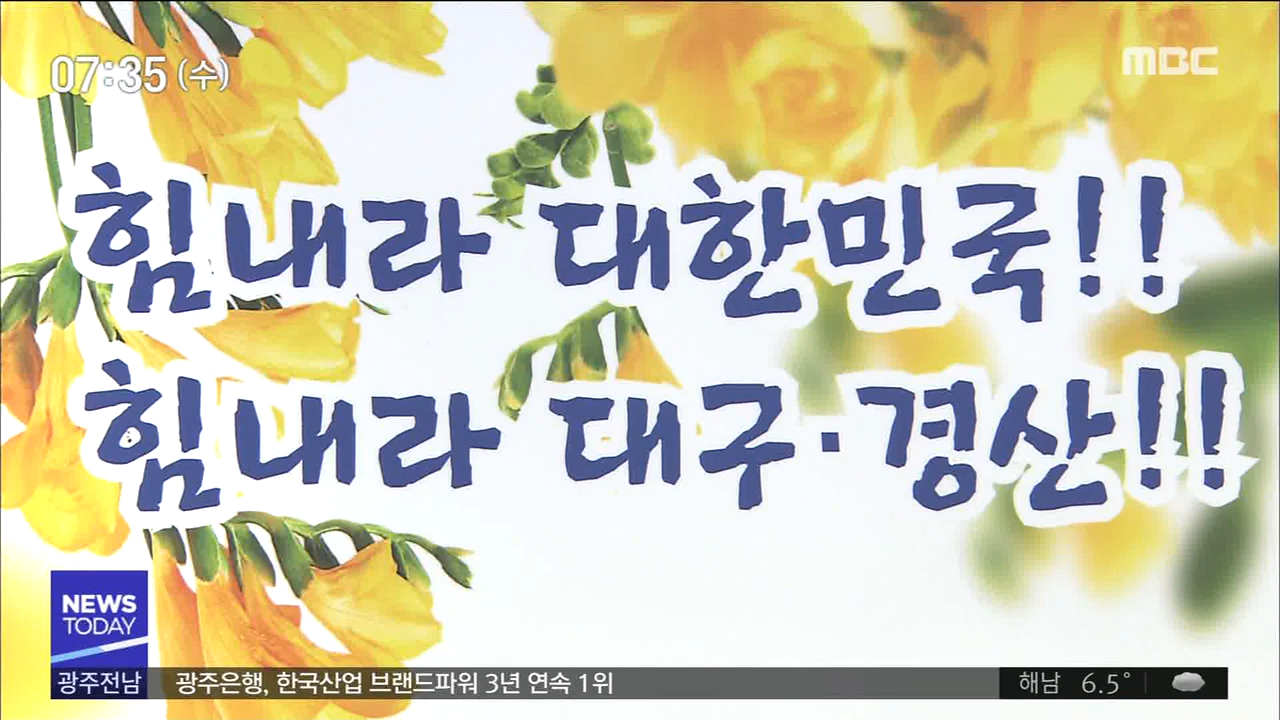 07:35 (수)
MBC
힘내라 대한민국!!
힘내라 대구·경산!!
NEWS
TODAY
광주전남
광주은행, 한국산업 브랜드파워 3년 연속 1위
해남 6.5°